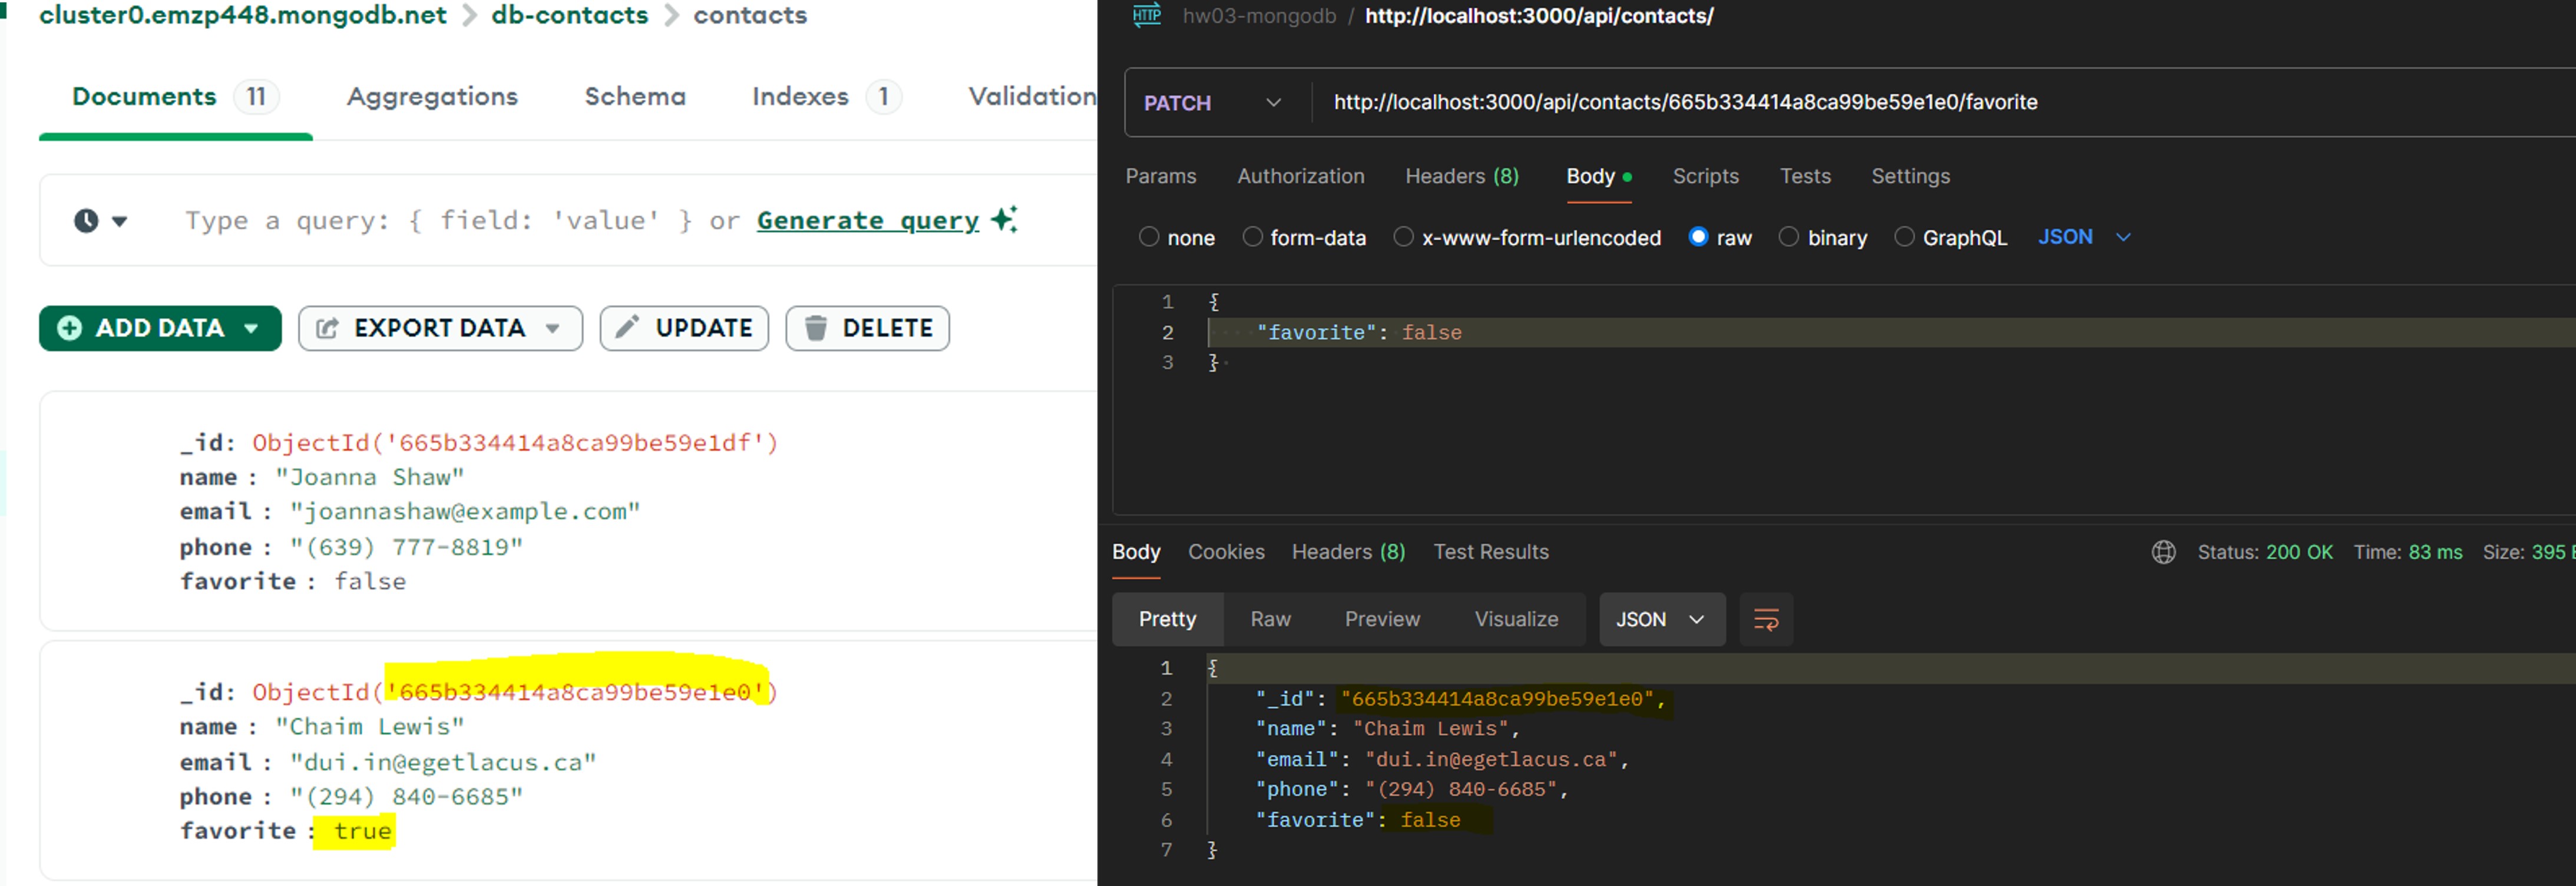 cluster0.emzp448.mongodb.net > db-contacts > contacts
Documents 11 Aggregations Schema Indexes 1 Validation
Type a query: { field: 'value' } or Generate query
ADD DATA EXPORT DATA UPDATE DELETE
_id: ObjectId('665b334414a8ca99be59e1df')
name : "Joanna Shaw"
email : "joannashaw@example.com"
phone : "(639) 777-8819"
favorite : false
_id: ObjectId('665b334414a8ca99be59e1e0')
name : "Chaim Lewis"
email : "dui.in@egetlacus.ca"
phone : "(294) 840-6685"
favorite : true
HTTP hw03-mongodb / http://localhost:3000/api/contacts/
PATCH http://localhost:3000/api/contacts/665b334414a8ca99be59e1e0/favorite
Params Authorization Headers (8) Body Scripts Tests Settings
none form-data x-www-form-urlencoded raw binary GraphQL JSON
1 {
2 "favorite": false
3 }
Body Cookies Headers (8) Test Results Status: 200 OK Time: 83 ms Size: 395
Pretty Raw Preview Visualize JSON
1 {
2 "_id": "665b334414a8ca99be59e1e0",
3 "name": "Chaim Lewis",
4 "email": "dui.in@egetlacus.ca",
5 "phone": "(294) 840-6685",
6 "favorite": false
7 }